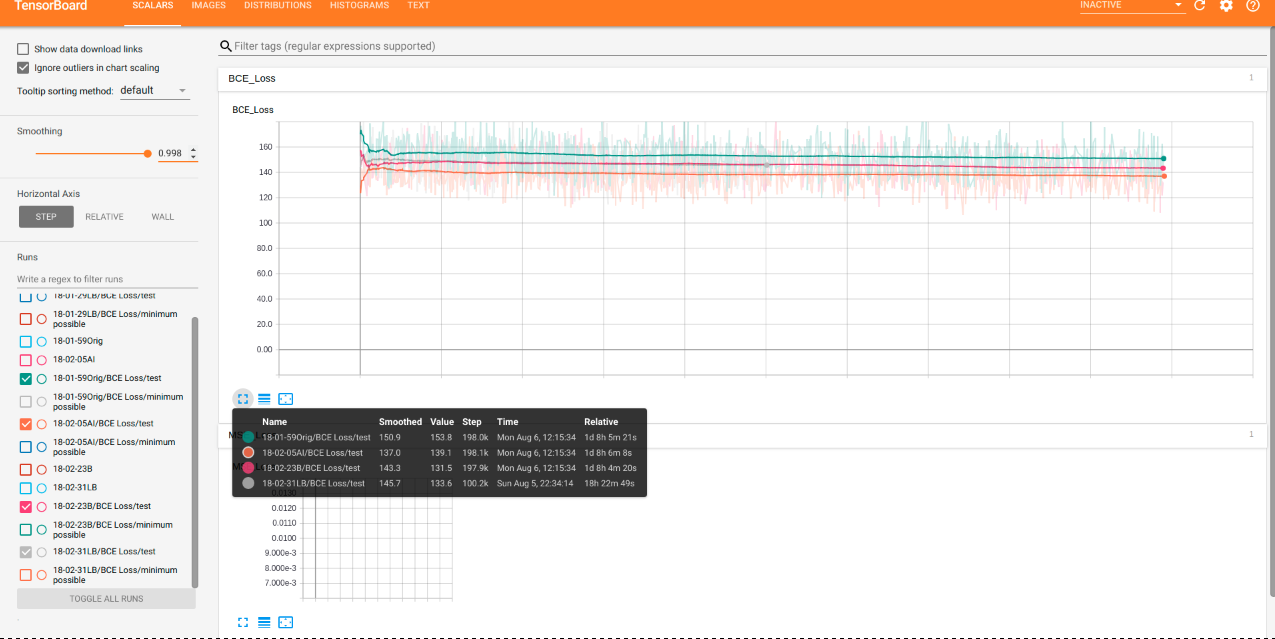 TensorBoard
SCALARS
IMAGES
DISTRIBUTIONS
HISTOGRAMS
TEXT
INACTIVE
Show data download links
Ignore outliers in chart scaling
Tooltip sorting method: default
Smoothing
0.998
Horizontal Axis
STEP
RELATIVE
WALL
Runs
Write a regex to filter runs
18-01-29LB/BCE Loss/test
18-01-29LB/BCE Loss/minimum
possible
18-01-59Orig
18-02-05AI
18-01-59Orig/BCE Loss/test
18-01-59Orig/BCE Loss/minimum
possible
18-02-05AI/BCE Loss/test
18-02-05AI/BCE Loss/minimum
possible
18-02-23B
18-02-31LB
18-02-23B/BCE Loss/test
18-02-23B/BCE Loss/minimum
possible
18-02-31LB/BCE Loss/test
18-02-31LB/BCE Loss/minimum
possible
TOGGLE ALL RUNS
Filter tags (regular expressions supported)
BCE_Loss
1
BCE_Loss
160
140
120
100
80.0
60.0
40.0
20.0
0.00
Name Smoothed Value Step Time Relative
18-01-59Orig/BCE Loss/test 150.9 153.8 198.0k Mon Aug 6, 12:15:34 1d 8h 5m 21s
18-02-05AI/BCE Loss/test 137.0 139.1 198.1k Mon Aug 6, 12:15:34 1d 8h 6m 8s
18-02-23B/BCE Loss/test 143.3 131.5 197.9k Mon Aug 6, 12:15:34 1d 8h 4m 20s
18-02-31LB/BCE Loss/test 145.7 133.6 100.2k Sun Aug 5, 22:34:14 18h 22m 49s
1
0.0130
0.0120
0.0110
0.0100
9.000e-3
8.000e-3
7.000e-3